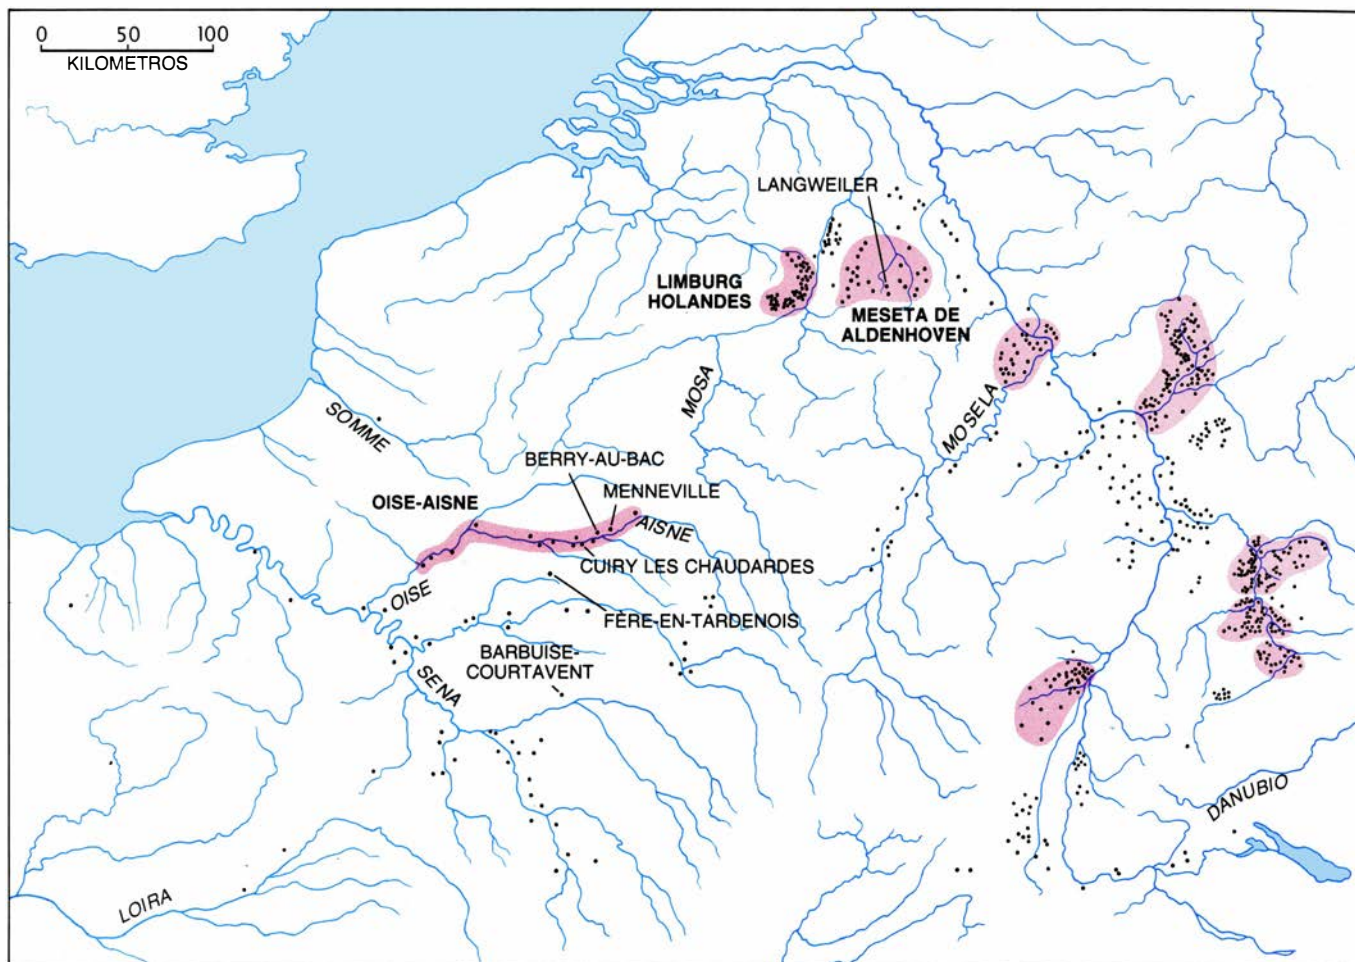 0 50 100
KILOMETROS
LANGWEILER
LIMBURG
HOLANDES
MESETA DE
ALDENHOVEN
MOSA
MOSELA
SOMME
BERRY-AU-BAC
MENNEVILLE
OISE-AISNE
AISNE
CUIRY LES CHAUDARDES
OISE
FERE-EN-TARDENOIS
BARBUISE-
COURTAVENT
SENA
DANUBIO
LOIRA